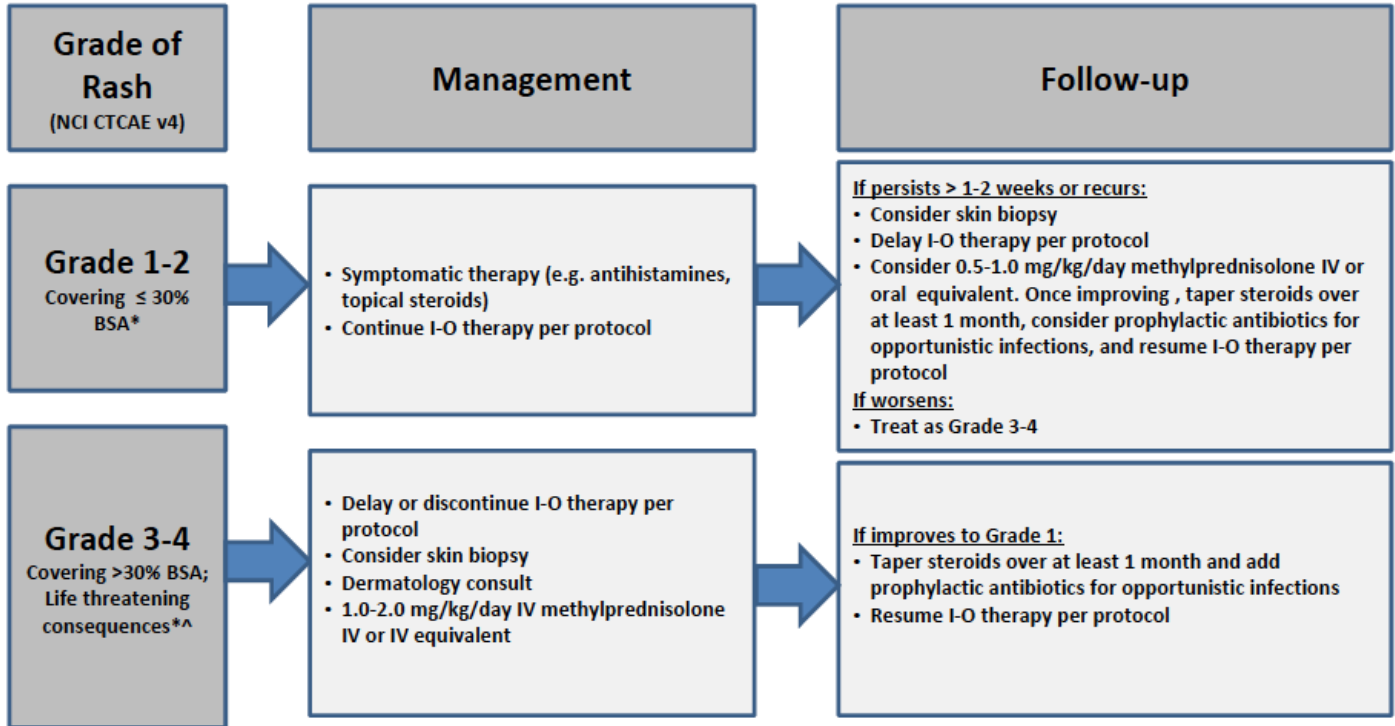 Grade of
Rash
(NCI CTCAE v4)
Management
Follow-up
Grade 1-2
Covering ≤ 30%
BSA*
• Symptomatic therapy (e.g. antihistamines,
topical steroids)
• Continue I-O therapy per protocol
If persists > 1-2 weeks or recurs:
• Consider skin biopsy
• Delay I-O therapy per protocol
• Consider 0.5-1.0 mg/kg/day methylprednisolone IV or
oral equivalent. Once improving , taper steroids over
at least 1 month, consider prophylactic antibiotics for
opportunistic infections, and resume I-O therapy per
protocol
If worsens:
• Treat as Grade 3-4
Grade 3-4
Covering >30% BSA;
Life threatening
consequences*^
• Delay or discontinue I-O therapy per
protocol
• Consider skin biopsy
• Dermatology consult
• 1.0-2.0 mg/kg/day IV methylprednisolone
IV or IV equivalent
If improves to Grade 1:
• Taper steroids over at least 1 month and add
prophylactic antibiotics for opportunistic infections
• Resume I-O therapy per protocol